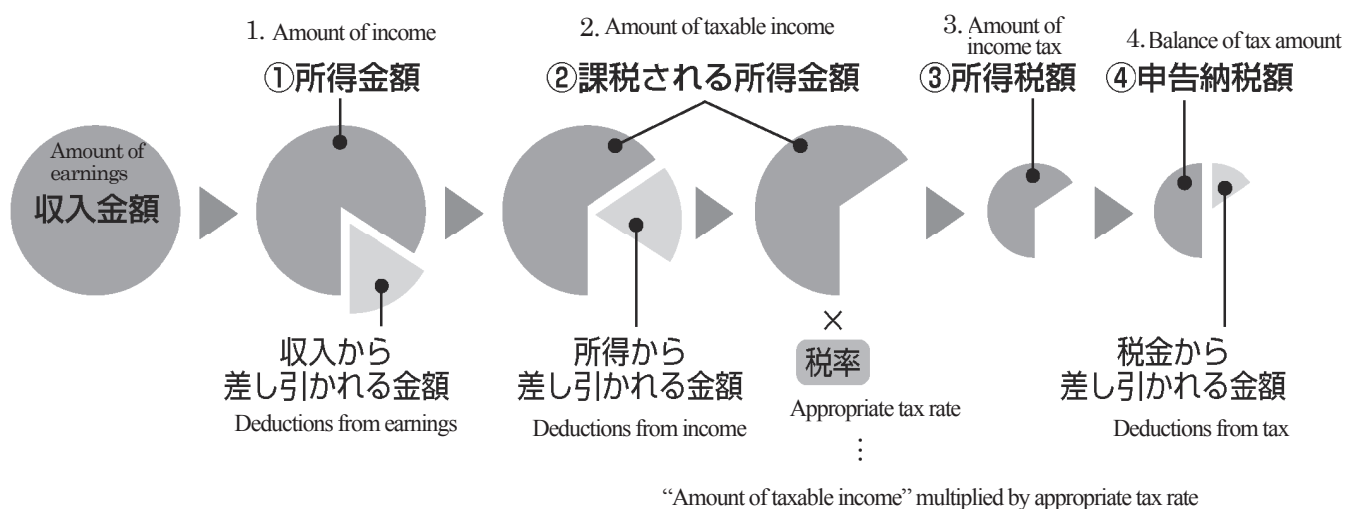 1. Amount of income
①所得金額
2. Amount of taxable income
②課税される所得金額
3. Amount of
income tax
③所得税額
4. Balance of tax amount
④申告納税額
Amount of
earnings
収入金額
収入から
差し引かれる金額
Deductions from earnings
所得から
差し引かれる金額
Deductions from income
×
税率
Appropriate tax rate
⋮
“Amount of taxable income” multiplied by appropriate tax rate
税金から
差し引かれる金額
Deductions from tax